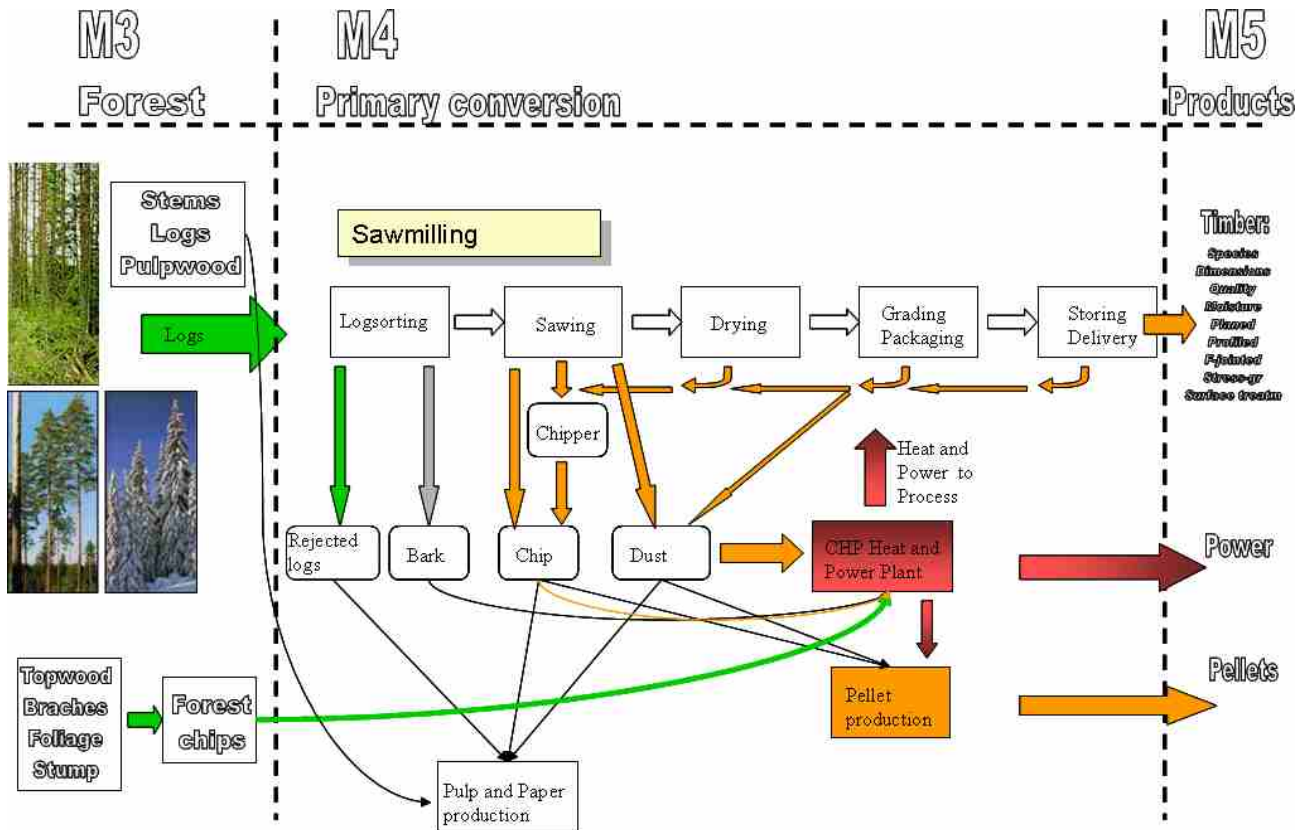 M3
Forest
M4
Primary conversion
M5
Products
Stems
Logs
Pulpwood
Logs
Sawmilling
Logsorting
Sawing
Drying
Grading
Packaging
Storing
Delivery
Timber:
Species
Dimensions
Quality
Moisture
Planed
Profiled
F-jointed
Stress-gr
Surface treatm
Chipper
Heat and
Power to
Process
Rejected
logs
Bark
Chip
Dust
CHP Heat and
Power Plant
Power
Topwood
Braches
Foliage
Stump
Forest
chips
Pellet
production
Pellets
Pulp and Paper
production